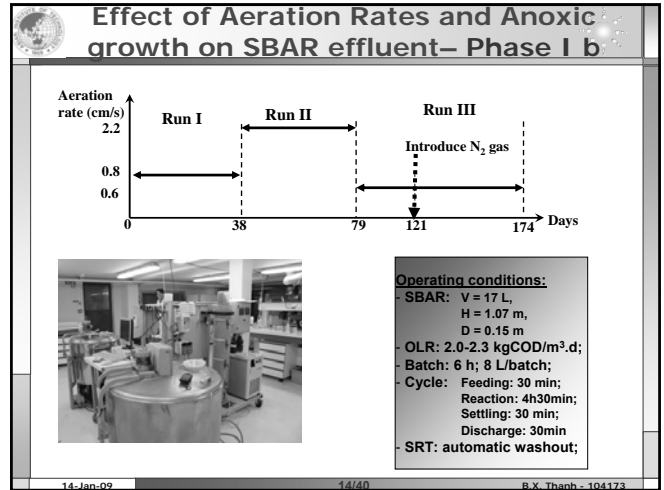 Effect of Aeration Rates and Anoxic
growth on SBAR effluent– Phase I b
Aeration
rate (cm/s)
2.2
0.8
0.6
Run I
Run II
Run III
Introduce N₂ gas
0
38
79
121
174
Days
Operating conditions:
- SBAR: V = 17 L,
H = 1.07 m,
D = 0.15 m
- OLR: 2.0-2.3 kgCOD/m³.d;
- Batch: 6 h; 8 L/batch;
- Cycle: Feeding: 30 min;
Reaction: 4h30min;
Settling: 30 min;
Discharge: 30min
- SRT: automatic washout;
14-Jan-09
14/40
B.X. Thanh - 104173